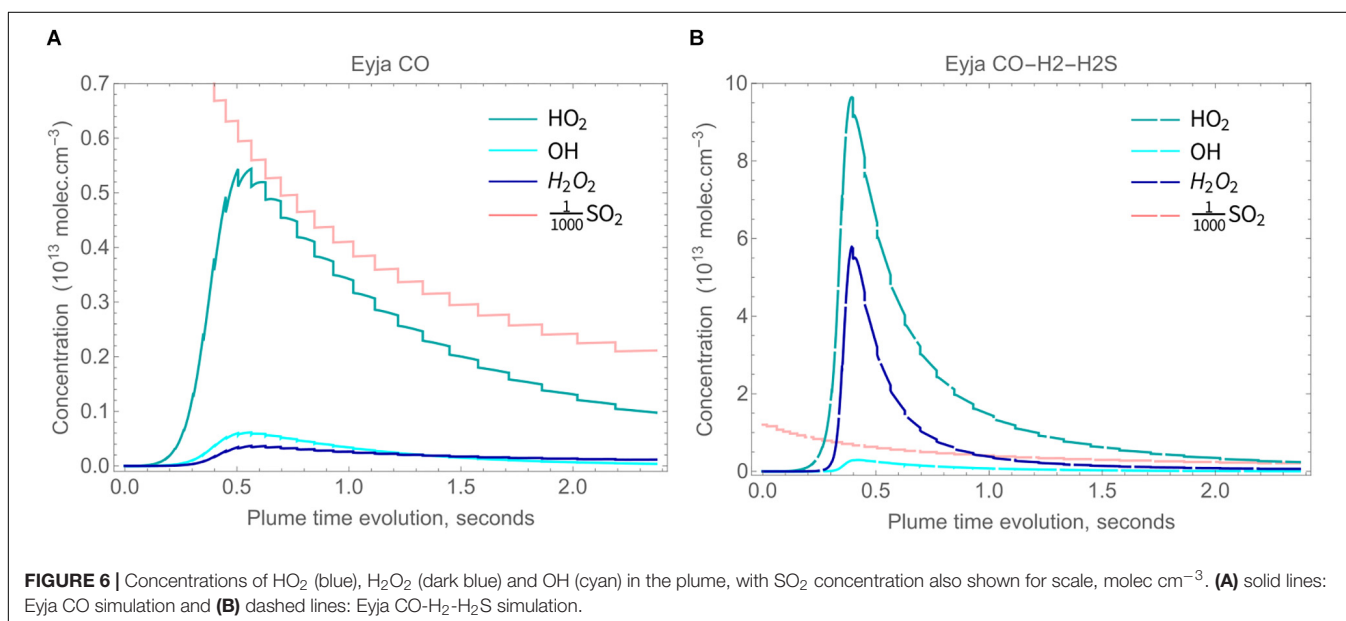 A
Eyja CO
Concentration (10¹³ molec.cm⁻³)
0.7
0.6
0.5
0.4
0.3
0.2
0.1
0.0
HO₂
OH
H₂O₂
1/1000 SO₂
0.0 0.5 1.0 1.5 2.0
Plume time evolution, seconds
B
Eyja CO–H2–H2S
Concentration (10¹³ molec.cm⁻³)
10
8
6
4
2
0
HO₂
OH
H₂O₂
1/1000 SO₂
0.0 0.5 1.0 1.5 2.0
Plume time evolution, seconds
FIGURE 6 | Concentrations of HO₂ (blue), H₂O₂ (dark blue) and OH (cyan) in the plume, with SO₂ concentration also shown for scale, molec cm⁻³. (A) solid lines:
Eyja CO simulation and (B) dashed lines: Eyja CO-H₂-H₂S simulation.